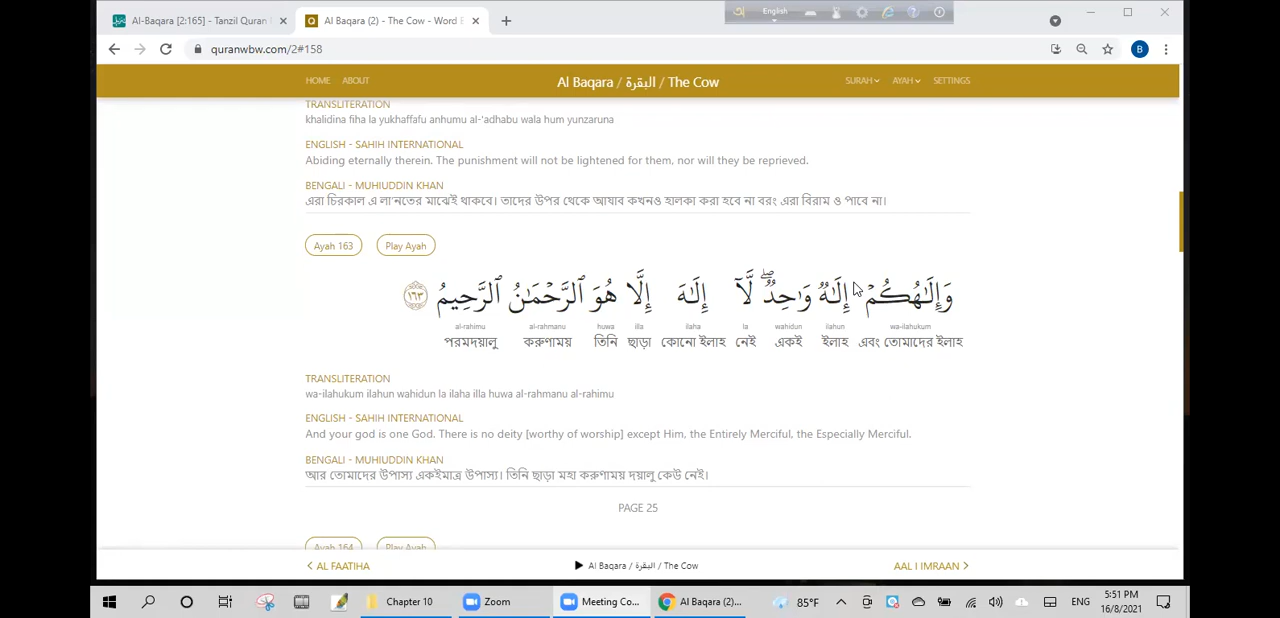 Al-Baqara [2:165] - Tanzil Quran
Al Baqara (2) - The Cow - Word
English
quranwbw.com/2#158
B
HOME ABOUT Al Baqara / البقرة / The Cow SURAH AYAH SETTINGS
TRANSLITERATION
khalidina fiha la yukhaffafu anhumu al-'adhabu wala hum yunzaruna
ENGLISH - SAHIH INTERNATIONAL
Abiding eternally therein. The punishment will not be lightened for them, nor will they be reprieved.
BENGALI - MUHIUDDIN KHAN
এরা চিরকাল এ লা'নতের মাঝেই থাকবে। তাদের উপর থেকে আযাব কখনও হালকা করা হবে না বরং এরা বিরাম ও পাবে না।
Ayah 163 Play Ayah
وَإِلَـٰهُكُمْ إِلَـٰهٌ وَٰحِدٌ ۖ لَّآ إِلَـٰهَ إِلَّا هُوَ ٱلرَّحْمَـٰنُ ٱلرَّحِيمُ ١٦٣
al-rahimu al-rahmanu huwa illa ilaha la wahidun ilahun wa-ilahukum
পরমদয়ালু করুণাময় তিনি ছাড়া কোনো ইলাহ নেই একই ইলাহ এবং তোমাদের ইলাহ
TRANSLITERATION
wa-ilahukum ilahun wahidun la ilaha illa huwa al-rahmanu al-rahimu
ENGLISH - SAHIH INTERNATIONAL
And your god is one God. There is no deity [worthy of worship] except Him, the Entirely Merciful, the Especially Merciful.
BENGALI - MUHIUDDIN KHAN
আর তোমাদের উপাস্য একইমাত্র উপাস্য। তিনি ছাড়া মহা করুণাময় দয়ালু কেউ নেই।
PAGE 25
Ayah 164 Play Ayah
AL FAATIHA Al Baqara / البقرة / The Cow AAL I IMRAAN
Chapter 10 Zoom Meeting Co... Al Baqara (2)... 85°F ENG 5:51 PM
16/8/2021